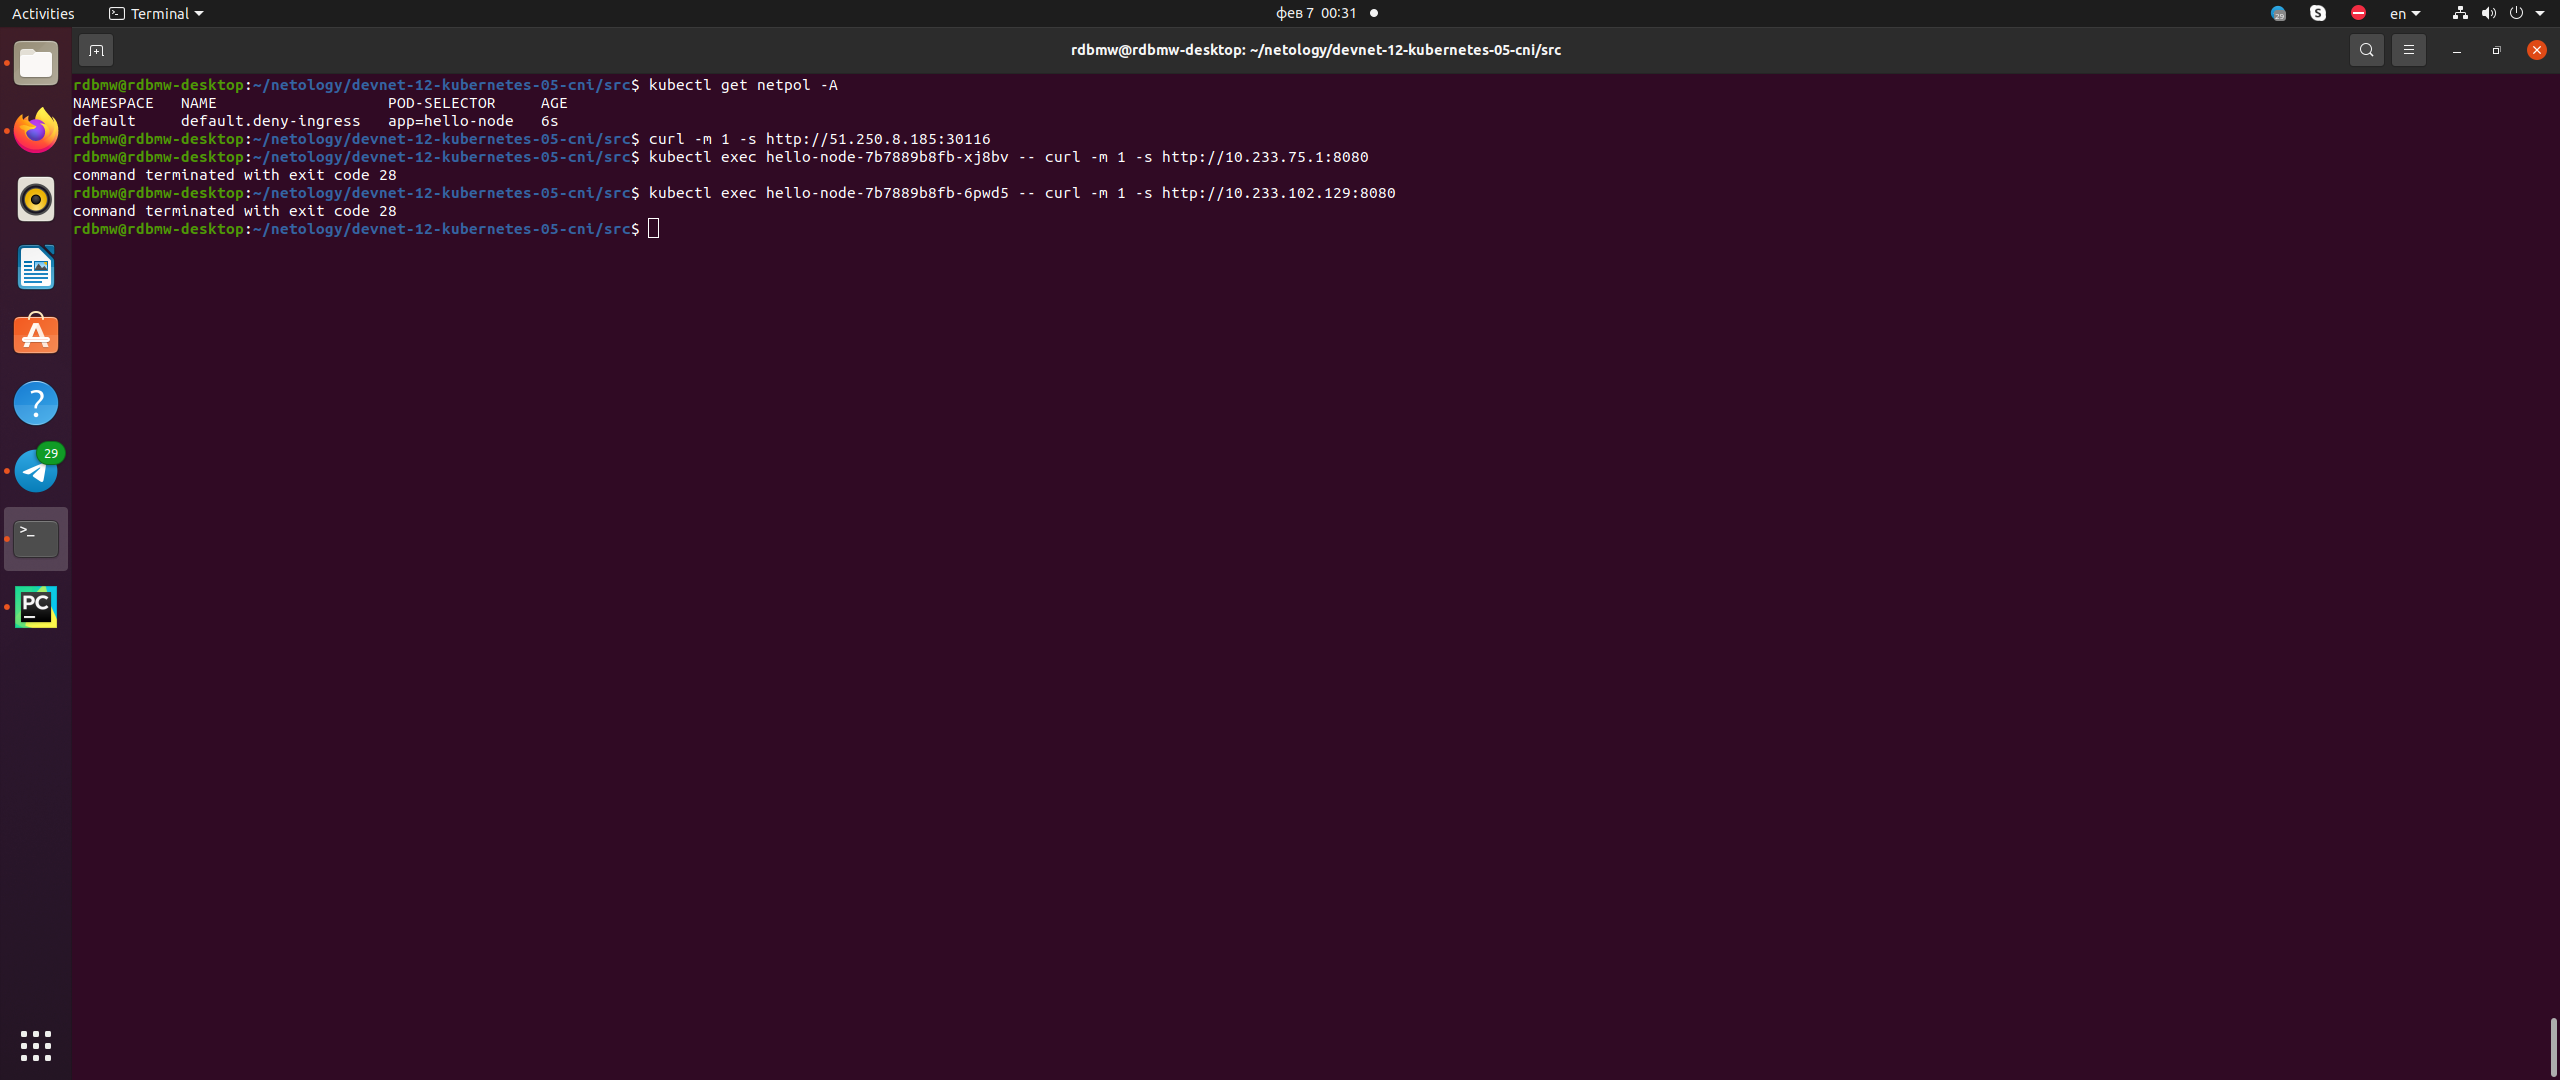 Activities Terminal фев 7 00:31 en
rdbmw@rdbmw-desktop: ~/netology/devnet-12-kubernetes-05-cni/src
rdbmw@rdbmw-desktop:~/netology/devnet-12-kubernetes-05-cni/src$ kubectl get netpol -A
NAMESPACE   NAME                   POD-SELECTOR     AGE
default     default.deny-ingress   app=hello-node   6s
rdbmw@rdbmw-desktop:~/netology/devnet-12-kubernetes-05-cni/src$ curl -m 1 -s http://51.250.8.185:30116
rdbmw@rdbmw-desktop:~/netology/devnet-12-kubernetes-05-cni/src$ kubectl exec hello-node-7b7889b8fb-xj8bv -- curl -m 1 -s http://10.233.75.1:8080
command terminated with exit code 28
rdbmw@rdbmw-desktop:~/netology/devnet-12-kubernetes-05-cni/src$ kubectl exec hello-node-7b7889b8fb-6pwd5 -- curl -m 1 -s http://10.233.102.129:8080
command terminated with exit code 28
rdbmw@rdbmw-desktop:~/netology/devnet-12-kubernetes-05-cni/src$
29
>_
PC